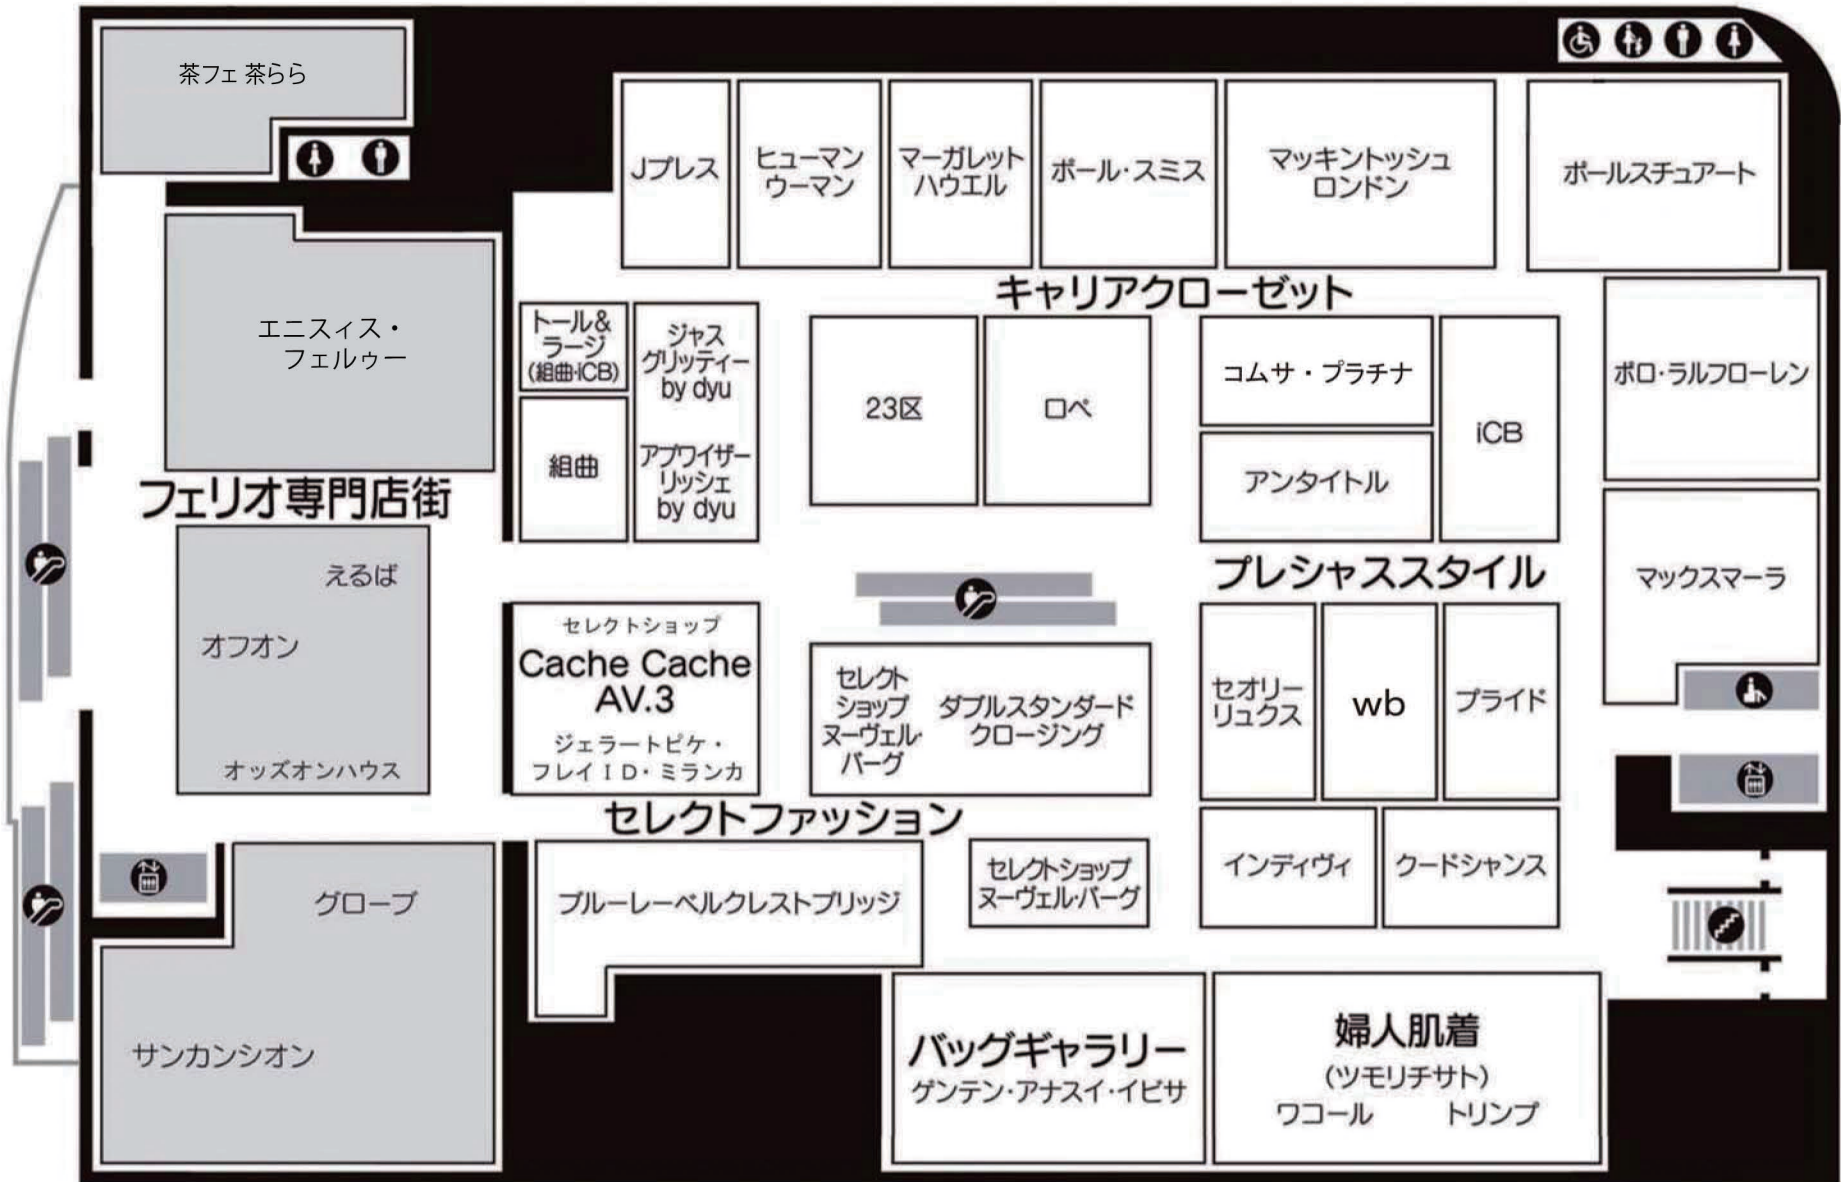 茶フェ 茶らら
Jプレス
ヒューマン
ウーマン
マーガレット
ハウエル
ポール・スミス
マッキントッシュ
ロンドン
ポールスチュアート
キャリアクローゼット
エニスィス・
フェルゥー
トール&
ラージ
(組曲・iCB)
組曲
ジャス
グリッティー
by dyu
アプワイザー
リッシェ
by dyu
23区
ロペ
コムサ・プラチナ
アンタイトル
iCB
ポロ・ラルフローレン
マックスマーラ
フェリオ専門店街
えるば
オフオン
オッズオンハウス
プレシャススタイル
セレクトショップ
Cache Cache
AV.3
ジェラートピケ・
フレイID・ミランカ
セレクト
ショップ
ヌーヴェル・
バーグ
ダブルスタンダード
クロージング
セオリー
リュクス
wb
プライド
セレクトファッション
グローブ
サンカンシオン
ブルーレーベルクレストブリッジ
セレクトショップ
ヌーヴェル・バーグ
インディヴィ
クードシャンス
バッグギャラリー
ゲンテン・アナスイ・イビサ
婦人肌着
(ツモリチサト)
ワコール トリンプ